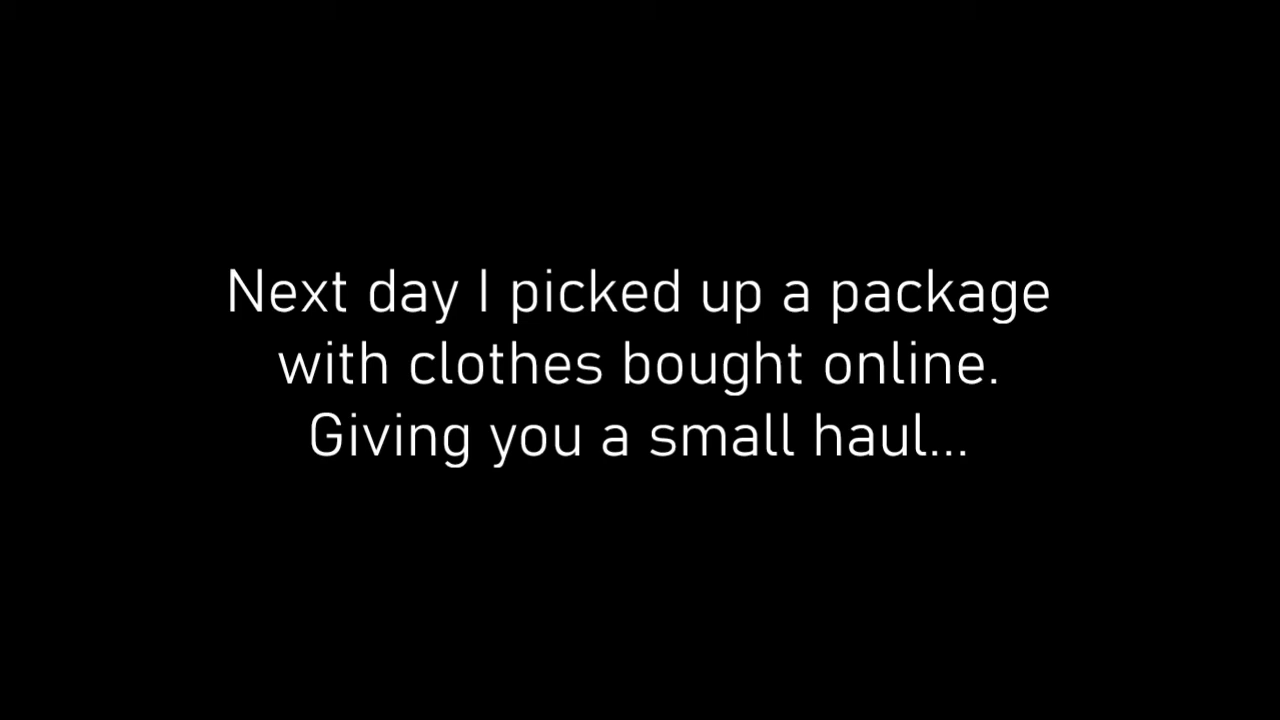 Next day I picked up a package
with clothes bought online.
Giving you a small haul...